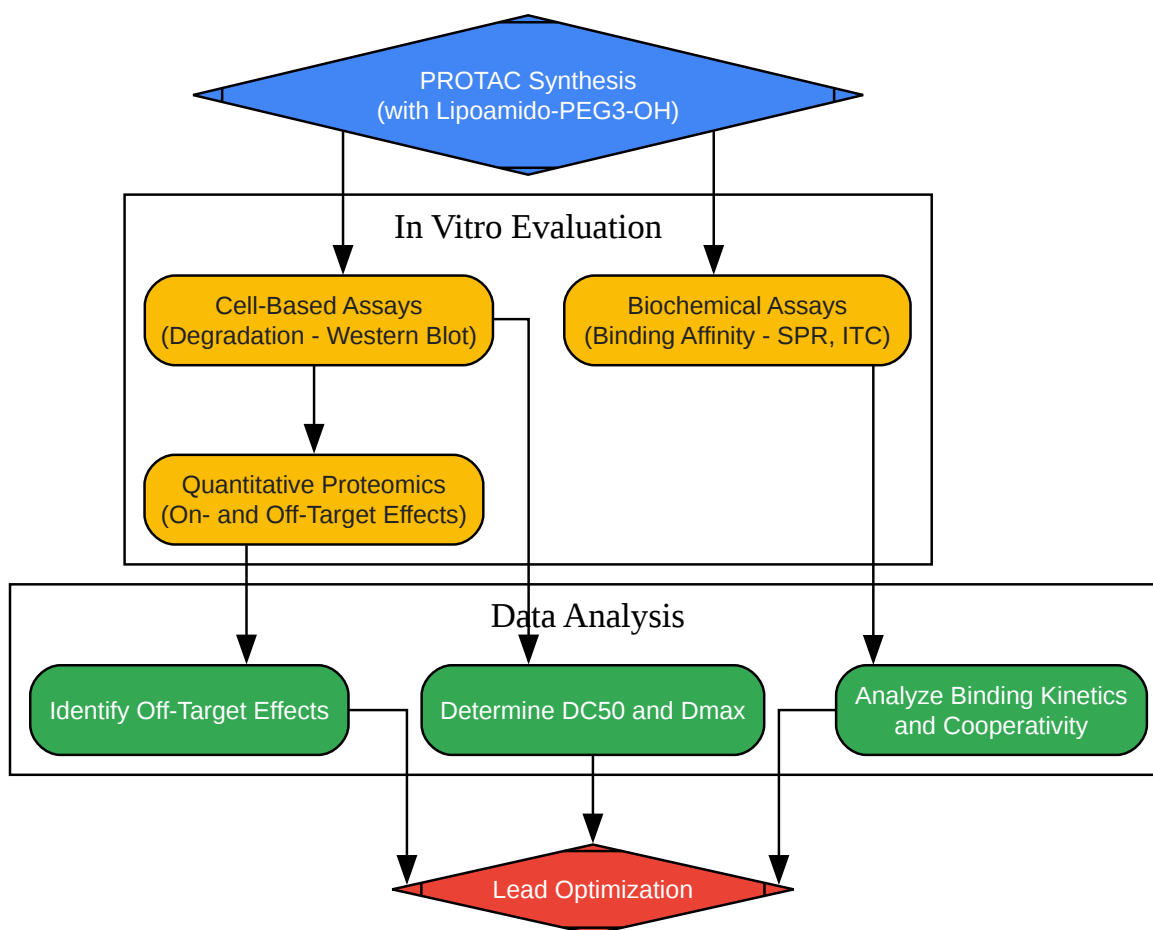 PROTAC Synthesis
(with Lipoamido-PEG3-OH)
In Vitro Evaluation
Cell-Based Assays
(Degradation - Western Blot)
Biochemical Assays
(Binding Affinity - SPR, ITC)
Quantitative Proteomics
(On- and Off-Target Effects)
Data Analysis
Identify Off-Target Effects
Determine DC50 and Dmax
Analyze Binding Kinetics
and Cooperativity
Lead Optimization